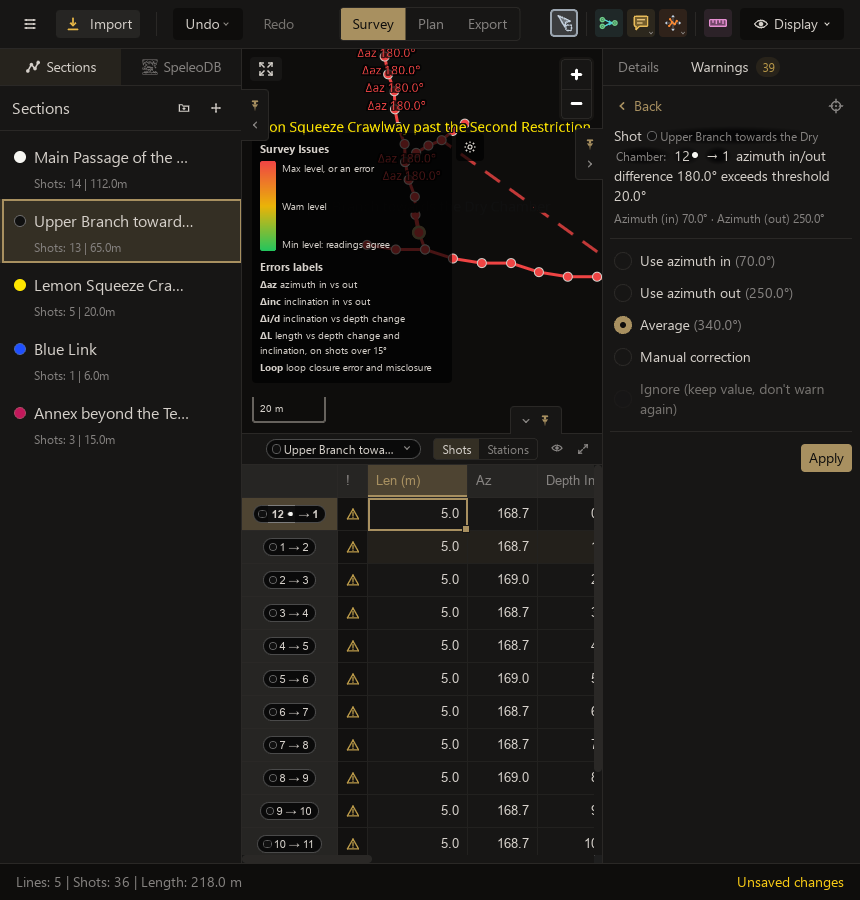 Import
Undo
Redo
Survey
Plan
Export
Display
Sections
SpeleoDB
Details
Warnings 39
Sections
Main Passage of the ...
Shots: 14 | 112.0m
Upper Branch toward...
Shots: 13 | 65.0m
Lemon Squeeze Cra...
Shots: 5 | 20.0m
Blue Link
Shots: 1 | 6.0m
Annex beyond the Te...
Shots: 3 | 15.0m
Δaz 180.0°
Δaz 180.0°
Δaz 180.0°
Δaz 180.0°
on Squeeze Crawlway past the Second Restriction
Δaz 180.0°
Δaz 180.0°
Survey Issues
Max level, or an error
Warn level
Min level: readings agree
Errors labels
Δaz azimuth in vs out
Δinc inclination in vs out
Δi/d inclination vs depth change
ΔL length vs depth change and
inclination, on shots over 15°
Loop loop closure error and misclosure
20 m
Back
Shot Upper Branch towards the Dry
Chamber: 12 → 1 azimuth in/out
difference 180.0° exceeds threshold
20.0°
Azimuth (in) 70.0° · Azimuth (out) 250.0°
Use azimuth in (70.0°)
Use azimuth out (250.0°)
Average (340.0°)
Manual correction
Ignore (keep value, don't warn
again)
Apply
Upper Branch towa...
Shots
Stations
! Len (m) Az Depth In
12 → 1 5.0 168.7
1 → 2 5.0 168.7
2 → 3 5.0 169.0
3 → 4 5.0 168.7
4 → 5 5.0 168.7
5 → 6 5.0 169.0
6 → 7 5.0 168.7
7 → 8 5.0 168.7
8 → 9 5.0 169.0
9 → 10 5.0 168.7
10 → 11 5.0 168.7
Lines: 5 | Shots: 36 | Length: 218.0 m
Unsaved changes